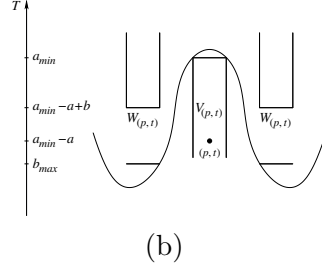 T
a_min
a_min−a+b
a_min−a
b_max
W_(p,t)
V_(p,t)
W_(p,t)
(p,t)
(b)